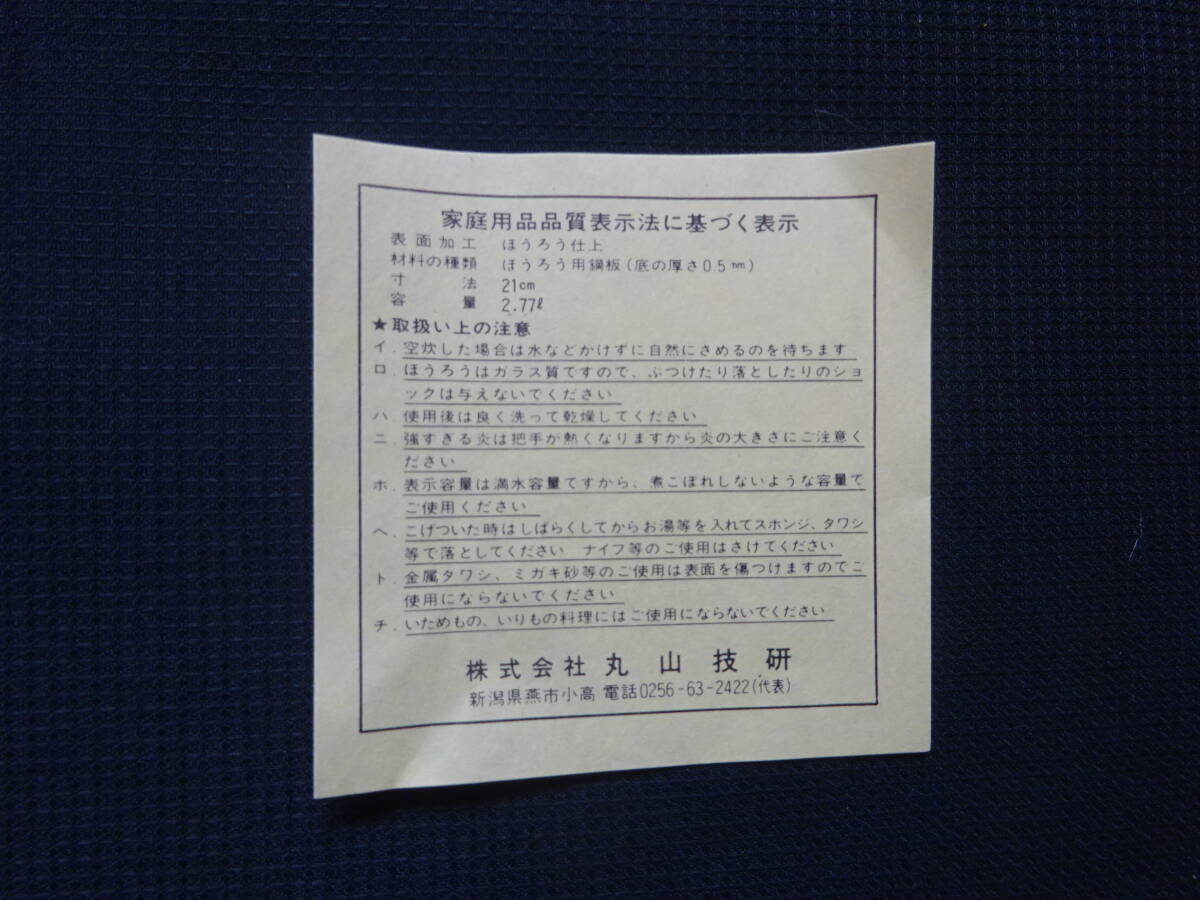 家庭用品品質表示法に基づく表示
表面加工 ほうろう仕上
材料の種類 ほうろう用鋼板(底の厚さ0.5㎜)
寸法 21cm
容量 2.77ℓ
★取扱い上の注意
イ. 空炊した場合は水などかけずに自然にさめるのを待ちます
ロ. ほうろうはガラス質ですので、ぶつけたり落としたりのショ
ックは与えないでください
ハ. 使用後は良く洗って乾燥してください
ニ. 強すぎる炎は把手が熱くなりますから炎の大きさにご注意く
ださい
ホ. 表示容量は満水容量ですから、煮こぼれしないような容量で
ご使用ください
ヘ. こげついた時はしばらくしてからお湯等を入れてスポンジ、タワシ
等で落としてください ナイフ等のご使用はさけてください
ト. 金属タワシ、ミガキ砂等のご使用は表面を傷つけますのでご
使用にならないでください
チ. いためもの、いりもの料理にはご使用にならないでください
株式会社 丸山技研
新潟県燕市小高 電話0256-63-2422(代表)